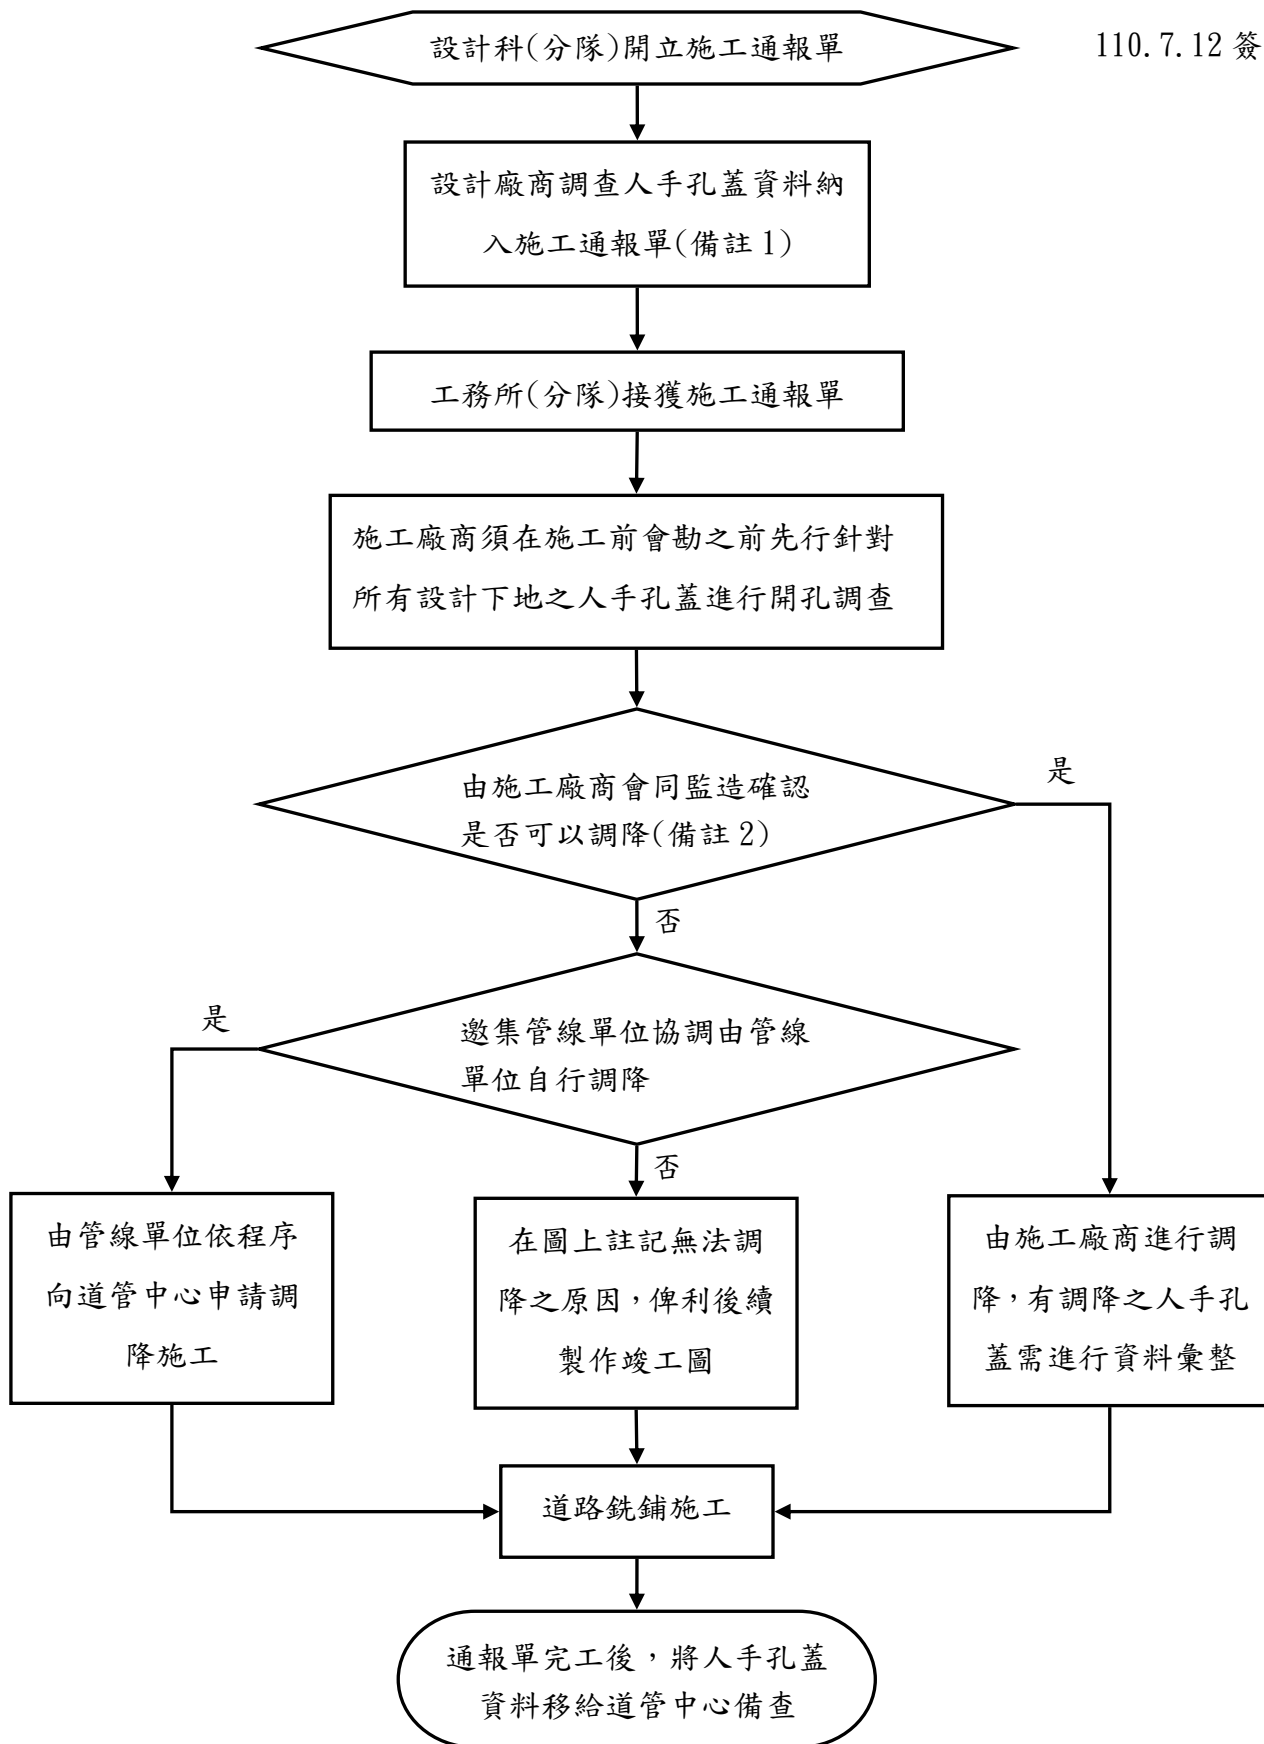 設計科(分隊)開立施工通報單
110.7.12 簽
設計廠商調查人手孔蓋資料納
入施工通報單(備註 1)
工務所(分隊)接獲施工通報單
施工廠商須在施工前會勘之前先行針對
所有設計下地之人手孔蓋進行開孔調查
由施工廠商會同監造確認
是否可以調降(備註 2)
是
否
邀集管線單位協調由管線
單位自行調降
是
否
由管線單位依程序
向道管中心申請調
降施工
在圖上註記無法調
降之原因，俾利後續
製作竣工圖
由施工廠商進行調
降，有調降之人手孔
蓋需進行資料彙整
道路銑鋪施工
通報單完工後，將人手孔蓋
資料移給道管中心備查